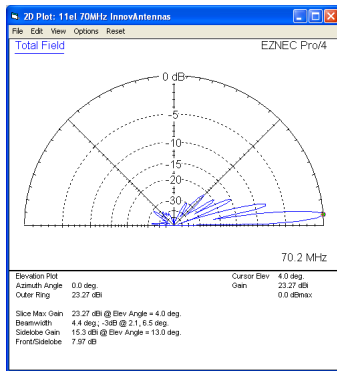 2D Plot: 11el 70MHz InnovAntennas
File Edit View Options Reset
Total Field EZNEC Pro/4
0 dB
-5
-10
-15
-20
-30
70.2 MHz
Elevation Plot Cursor Elev 4.0 deg.
Azimuth Angle 0.0 deg. Gain 23.27 dBi
Outer Ring 23.27 dBi 0.0 dBmax
Slice Max Gain 23.27 dBi @ Elev Angle = 4.0 deg.
Beamwidth 4.4 deg.; -3dB @ 2.1, 6.5 deg.
Sidelobe Gain 15.3 dBi @ Elev Angle = 13.0 deg.
Front/Sidelobe 7.97 dB